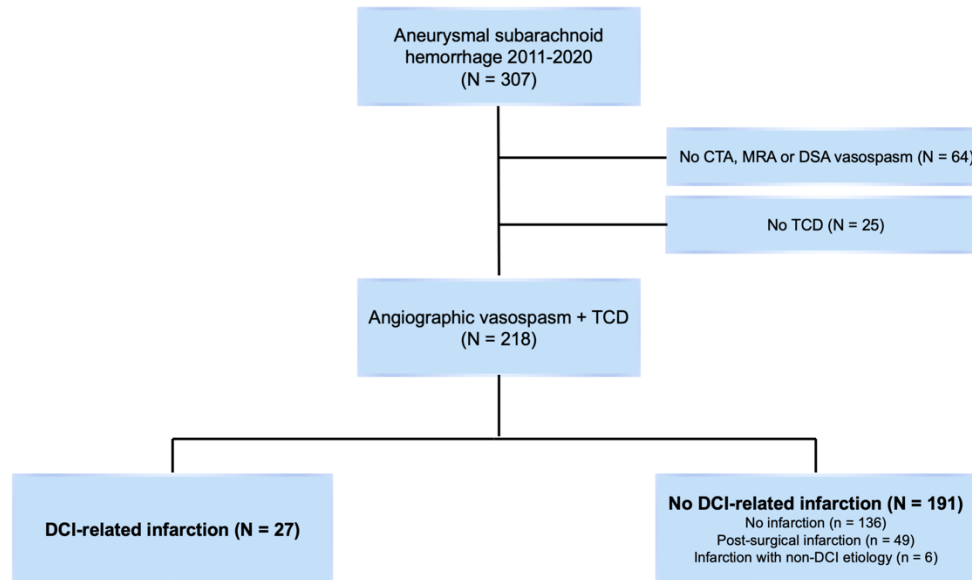 Aneurysmal subarachnoid
hemorrhage 2011-2020
(N = 307)
No CTA, MRA or DSA vasospasm (N = 64)
No TCD (N = 25)
Angiographic vasospasm + TCD
(N = 218)
DCI-related infarction (N = 27)
No DCI-related infarction (N = 191)
No infarction (n = 136)
Post-surgical infarction (n = 49)
Infarction with non-DCI etiology (n = 6)